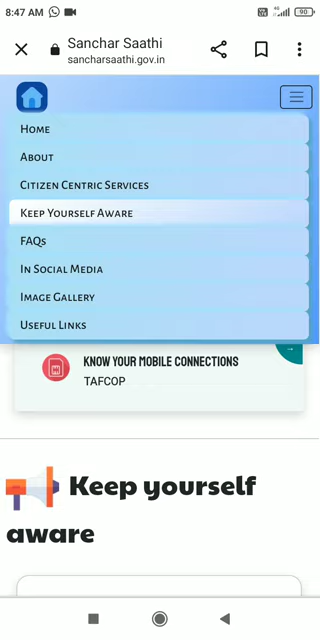 8:47 AM
90
Sanchar Saathi
sancharsaathi.gov.in
Home
About
Citizen Centric Services
Keep Yourself Aware
FAQs
In Social Media
Image Gallery
Useful Links
KNOW YOUR MOBILE CONNECTIONS
TAFCOP
Keep yourself
aware